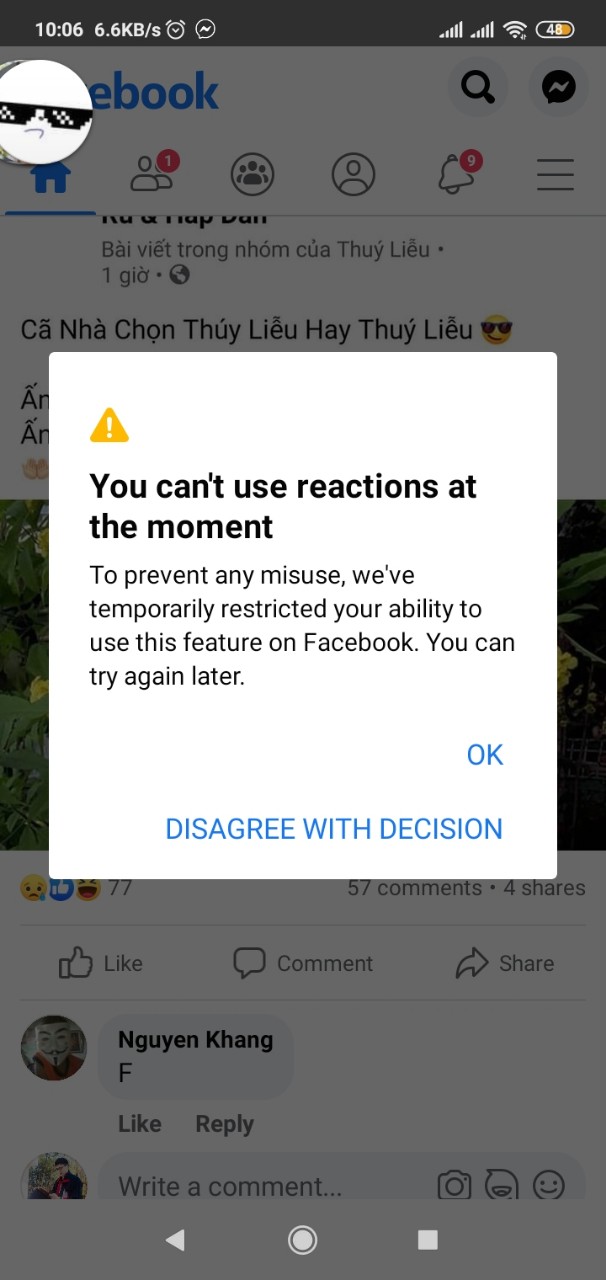 10:06 6.6KB/s 48
ebook
1
9
Bài viết trong nhóm của Thuý Liễu •
1 giờ •
Cã Nhà Chọn Thúy Liễu Hay Thuý Liễu 😎
You can't use reactions at
the moment
To prevent any misuse, we've
temporarily restricted your ability to
use this feature on Facebook. You can
try again later.
OK
DISAGREE WITH DECISION
77 57 comments • 4 shares
Like Comment Share
Nguyen Khang
F
Like Reply
Write a comment...